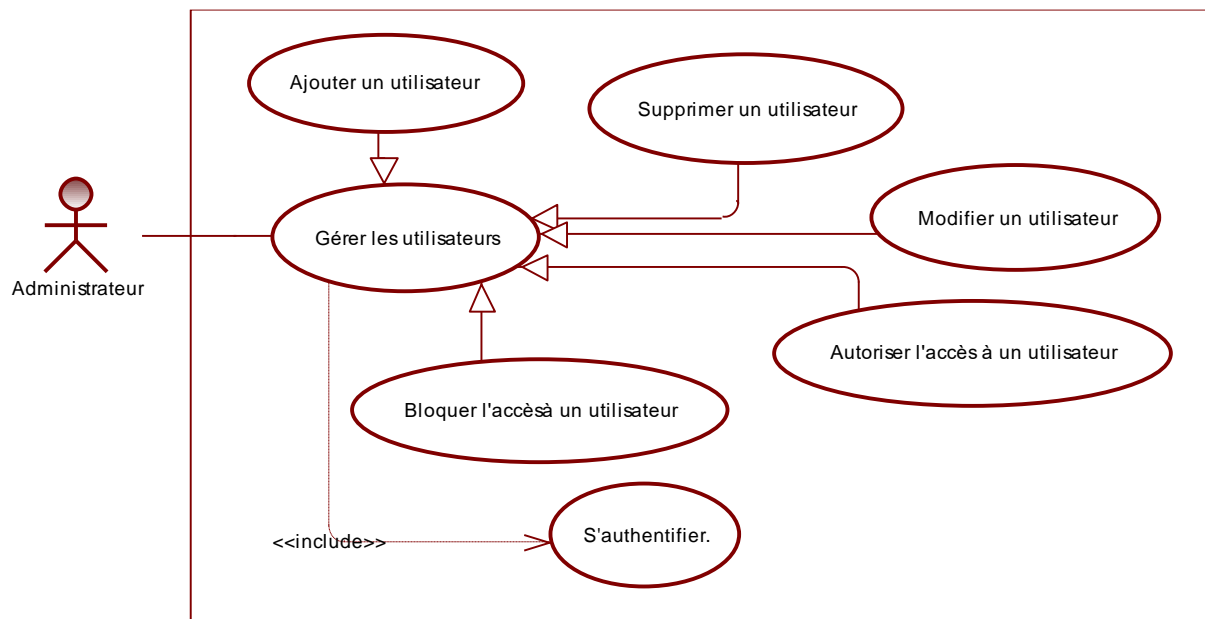 Ajouter un utilisateur
Supprimer un utilisateur
Modifier un utilisateur
Gérer les utilisateurs
Administrateur
Autoriser l'accès à un utilisateur
Bloquer l'accèsà un utilisateur
S'authentifier.
<<include>>